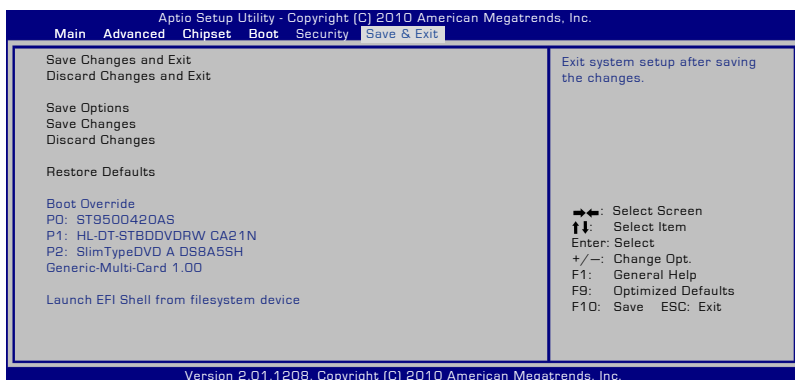 Aptio Setup Utility - Copyright (C) 2010 American Megatrends, Inc.
Main Advanced Chipset Boot Security Save & Exit
Save Changes and Exit
Discard Changes and Exit
Save Options
Save Changes
Discard Changes
Restore Defaults
Boot Override
P0: ST9500420AS
P1: HL-DT-STBDDVDRW CA21N
P2: SlimTypeDVD A DS8A5SH
Generic-Multi-Card 1.00
Launch EFI Shell from filesystem device
Exit system setup after saving
the changes.
→←: Select Screen
↑↓: Select Item
Enter: Select
+/—: Change Opt.
F1: General Help
F9: Optimized Defaults
F10: Save ESC: Exit
Version 2.01.1208. Copyright (C) 2010 American Megatrends, Inc.